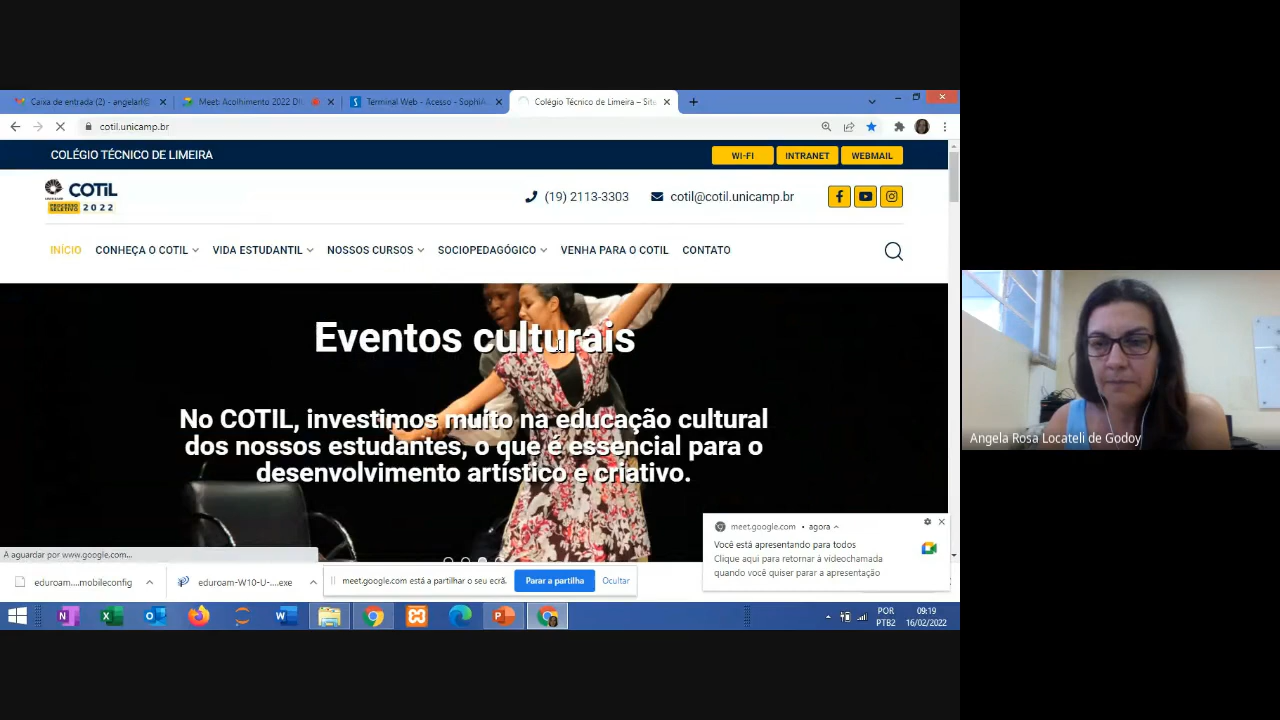 Caixa de entrada (2) - angelarl@
Meet: Acolhimento 2022 DI
Terminal Web - Acesso - SophiA
Colégio Técnico de Limeira – Site
cotil.unicamp.br
COLÉGIO TÉCNICO DE LIMEIRA
WI-FI
INTRANET
WEBMAIL
COTIL
2022
(19) 2113-3303
cotil@cotil.unicamp.br
INÍCIO
CONHEÇA O COTIL
VIDA ESTUDANTIL
NOSSOS CURSOS
SOCIOPEDAGÓGICO
VENHA PARA O COTIL
CONTATO
Eventos culturais
No COTIL, investimos muito na educação cultural
dos nossos estudantes, o que é essencial para o
desenvolvimento artístico e criativo.
Angela Rosa Locateli de Godoy
meet.google.com • agora
Você está apresentando para todos
Clique aqui para retornar à videochamada
quando você quiser parar a apresentação
A aguardar por www.google.com...
eduroam....mobileconfig
eduroam-W10-U-....exe
meet.google.com está a partilhar o seu ecrã.
Parar a partilha
Ocultar
POR
PTB2
09:19
16/02/2022